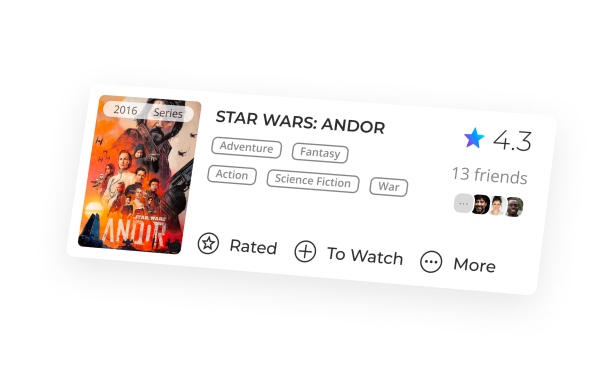 2016 Series
STAR WARS: ANDOR
4.3
Adventure Fantasy
13 friends
Action Science Fiction War
STAR WARS
ANDOR
Rated To Watch More